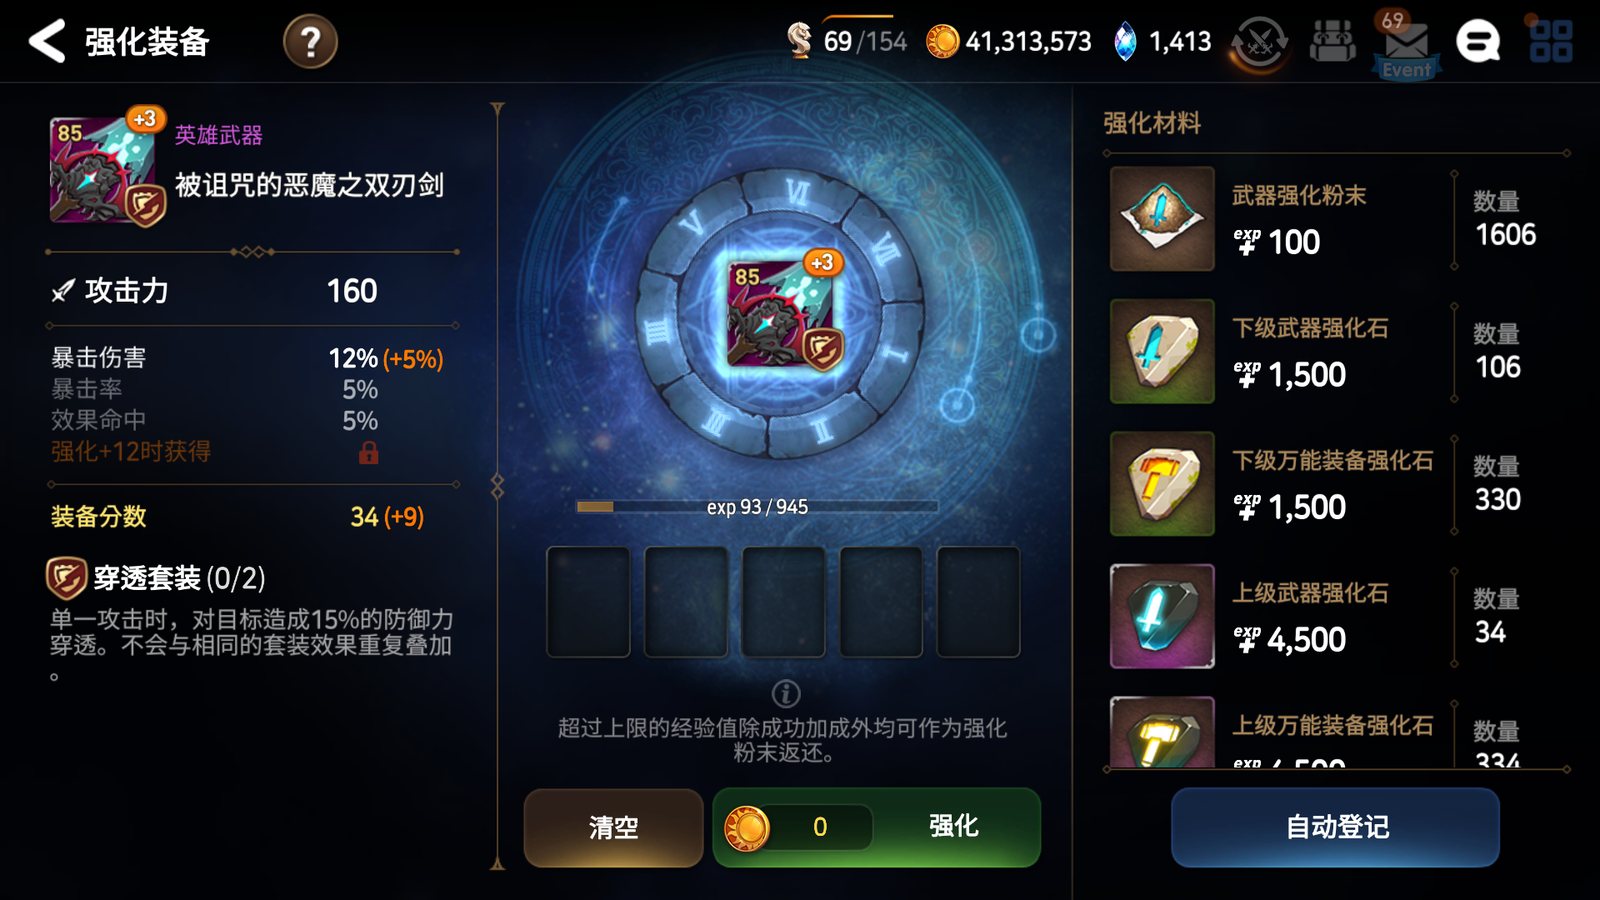 强化装备
?
69/154
41,313,573
1,413
69
Event
85
+3
英雄武器
被诅咒的恶魔之双刃剑
攻击力 160
暴击伤害 12% (+5%)
暴击率 5%
效果命中 5%
强化+12时获得
装备分数 34 (+9)
穿透套装 (0/2)
单一攻击时，对目标造成15%的防御力
穿透。不会与相同的套装效果重复叠加
。
VI
V
VII
IIII
I
III
II
85
+3
exp 93 / 945
超过上限的经验值除成功加成外均可作为强化
粉末返还。
清空
0
强化
强化材料
武器强化粉末
exp+ 100
数量
1606
下级武器强化石
exp+ 1,500
数量
106
下级万能装备强化石
exp+ 1,500
数量
330
上级武器强化石
exp+ 4,500
数量
34
上级万能装备强化石
exp+ 4,500
数量
334
自动登记